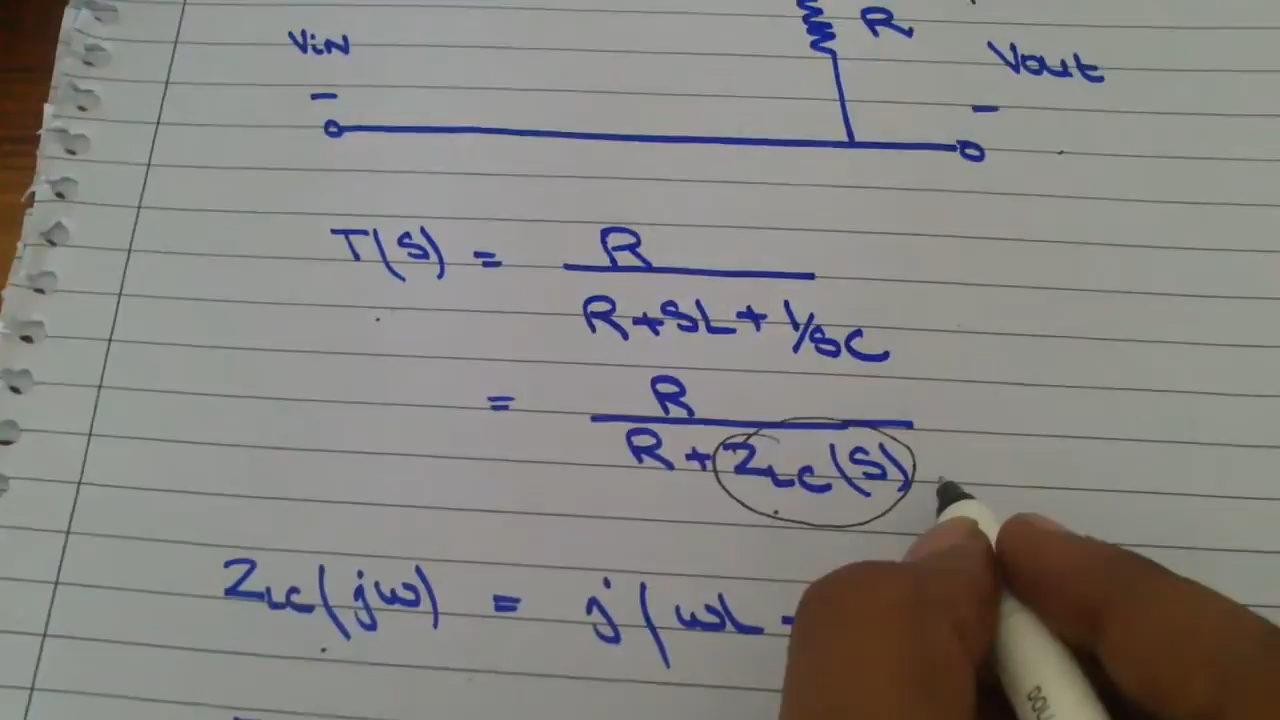 R
Vin
Vout
-
-
T(S) = R
R+SL+1/SC
= R
R+ZLC(S)
ZLC(jω) = j(ωL -